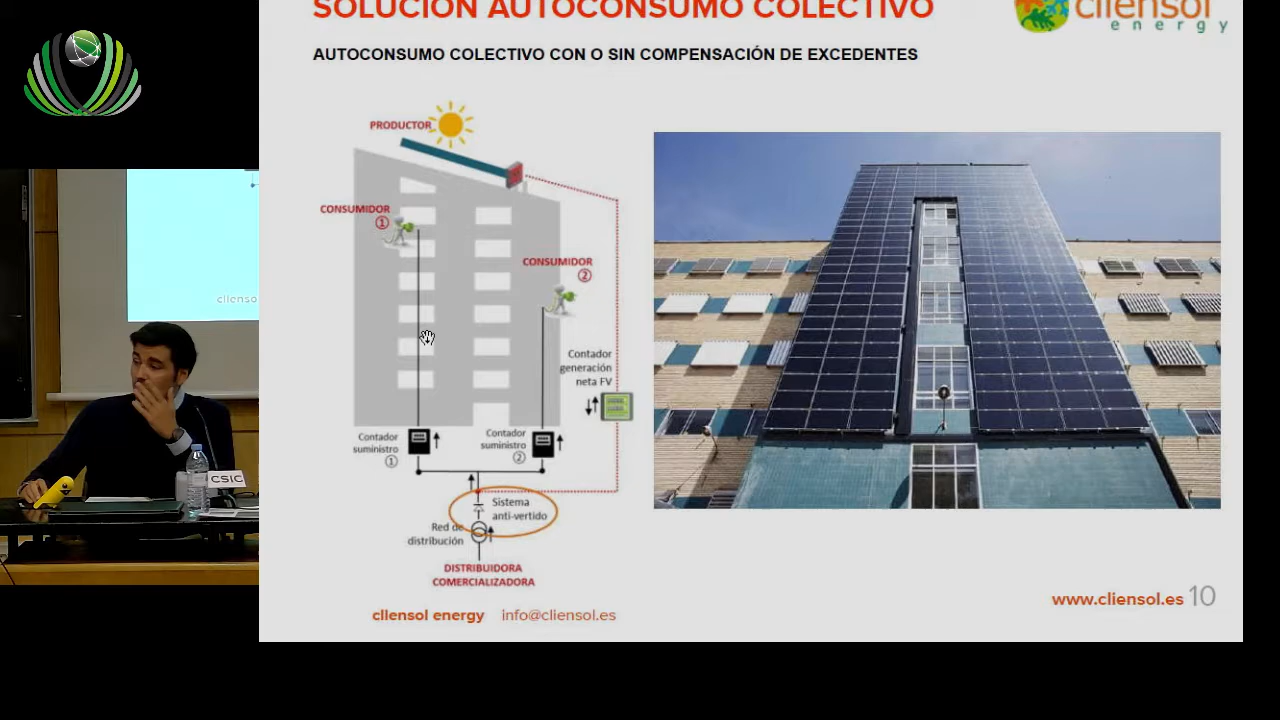 SOLUCIÓN AUTOCONSUMO COLECTIVO
cliensol
energy
AUTOCONSUMO COLECTIVO CON O SIN COMPENSACIÓN DE EXCEDENTES
PRODUCTOR
CONSUMIDOR
1
CONSUMIDOR
2
Contador
generación
neta FV
Contador
suministro
1
Contador
suministro
2
Sistema
anti-vertido
Red de
distribución
DISTRIBUIDORA
COMERCIALIZADORA
cliensol energy info@cliensol.es
www.cliensol.es 10
clienso
CSIC